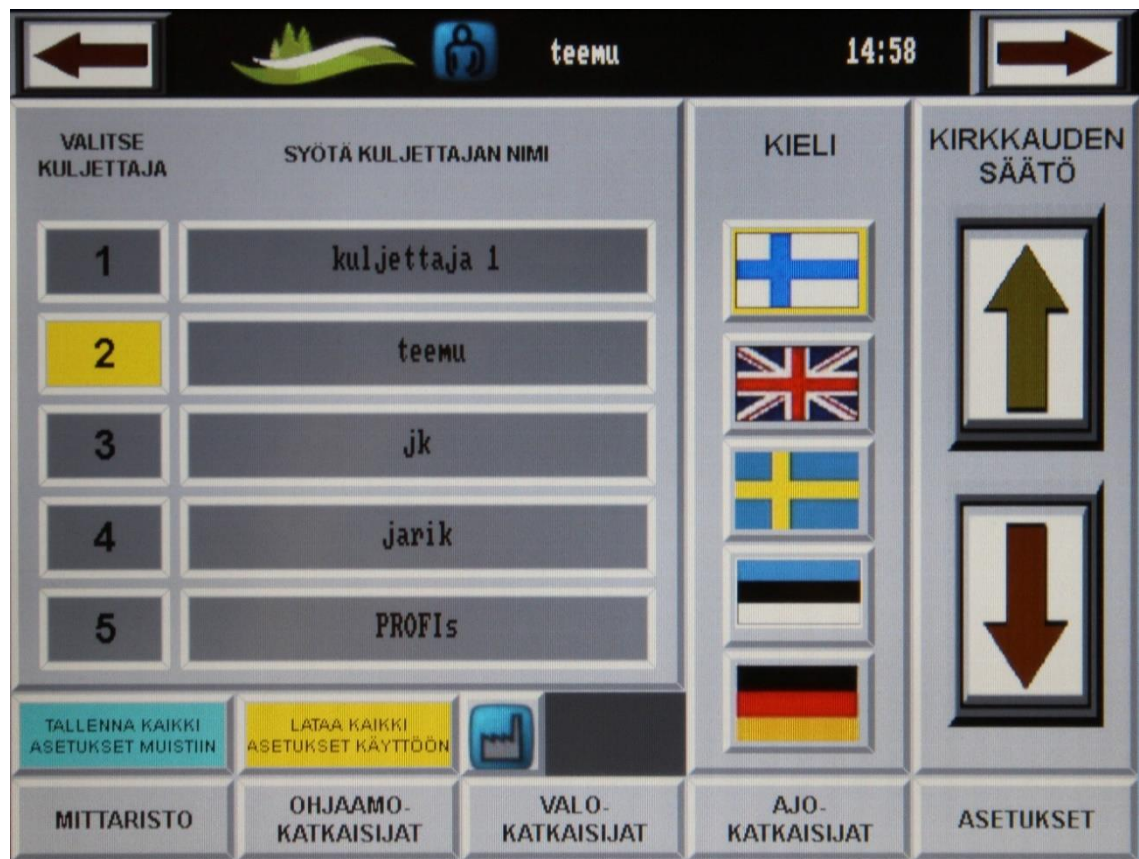 teemu
14:58
VALITSE
KULJETTAJA
SYÖTÄ KULJETTAJAN NIMI
1
kuljettaja 1
2
teemu
3
jk
4
jarik
5
PROFIs
KIELI
KIRKKAUDEN
SÄÄTÖ
TALLENNA KAIKKI
ASETUKSET MUISTIIN
LATAA KAIKKI
ASETUKSET KÄYTTÖÖN
MITTARISTO
OHJAAMO-
KATKAISIJAT
VALO-
KATKAISIJAT
AJO-
KATKAISIJAT
ASETUKSET